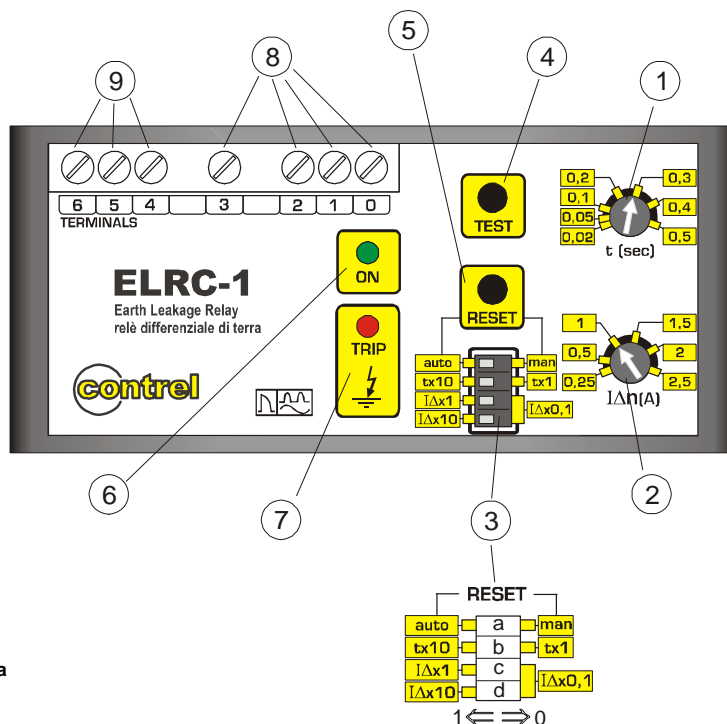 5
4
1
9
8
6 5 4 3 2 1 0
TERMINALS
TEST
0,2
0,1
0,05
0,02
0,3
0,4
0,5
t (sec)
ON
ELRC-1
Earth Leakage Relay
relè differenziale di terra
contrel
TRIP
RESET
auto man
tx10 tx1
IΔx1
IΔx10
IΔx0,1
1
0,5
0,25
1,5
2
2,5
IΔn(A)
6
7
3
2
RESET
auto a man
tx10 b tx1
IΔx1 c
IΔx10 d
IΔx0,1
1 ⇐ ⇒ 0
a